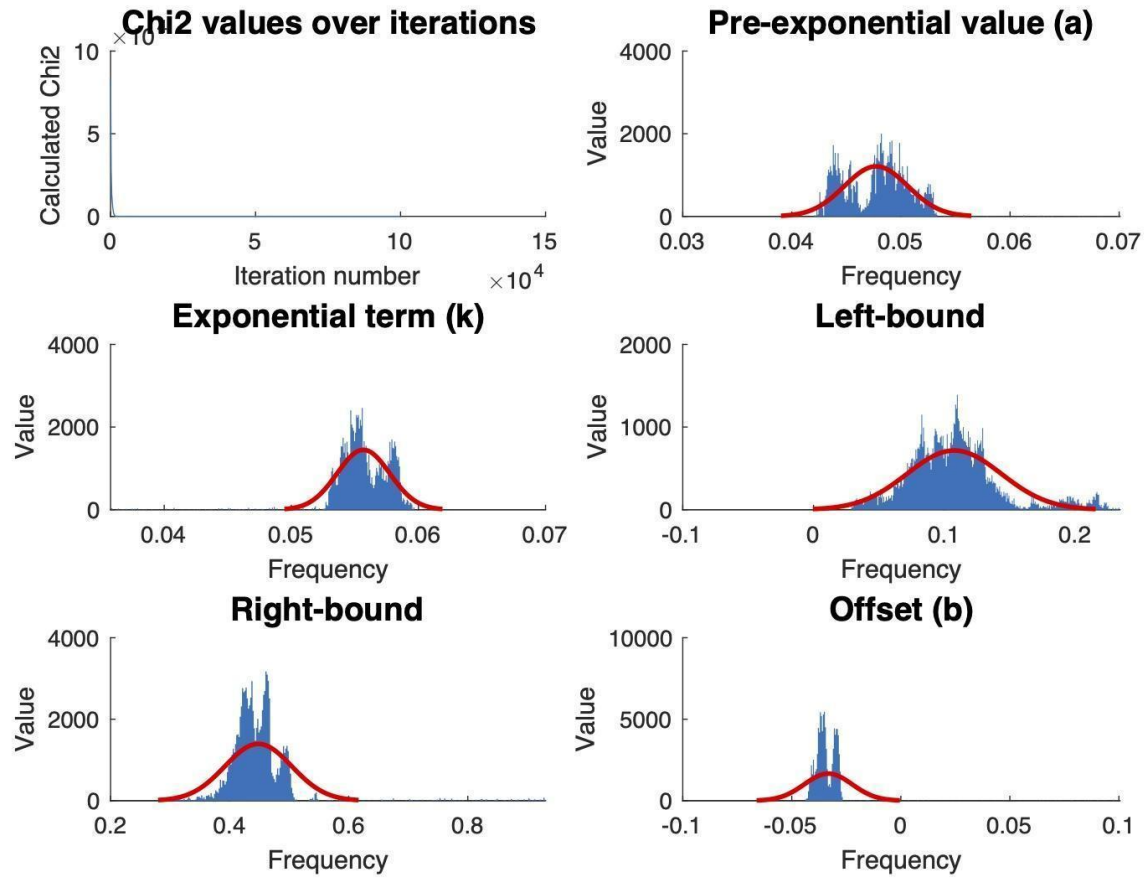 Chi2 values over iterations
Pre-exponential value (a)
Calculated Chi2
10
5
0
0
5
10
15
×10⁴
Iteration number
Value
4000
2000
0
0.03
0.04
0.05
0.06
0.07
Frequency
Exponential term (k)
Left-bound
Value
4000
2000
0
0.04
0.05
0.06
0.07
Frequency
Value
2000
1000
0
-0.1
0
0.1
0.2
Frequency
Right-bound
Offset (b)
Value
4000
2000
0
0.2
0.4
0.6
0.8
Frequency
Value
10000
5000
0
-0.1
-0.05
0
0.05
0.1
Frequency